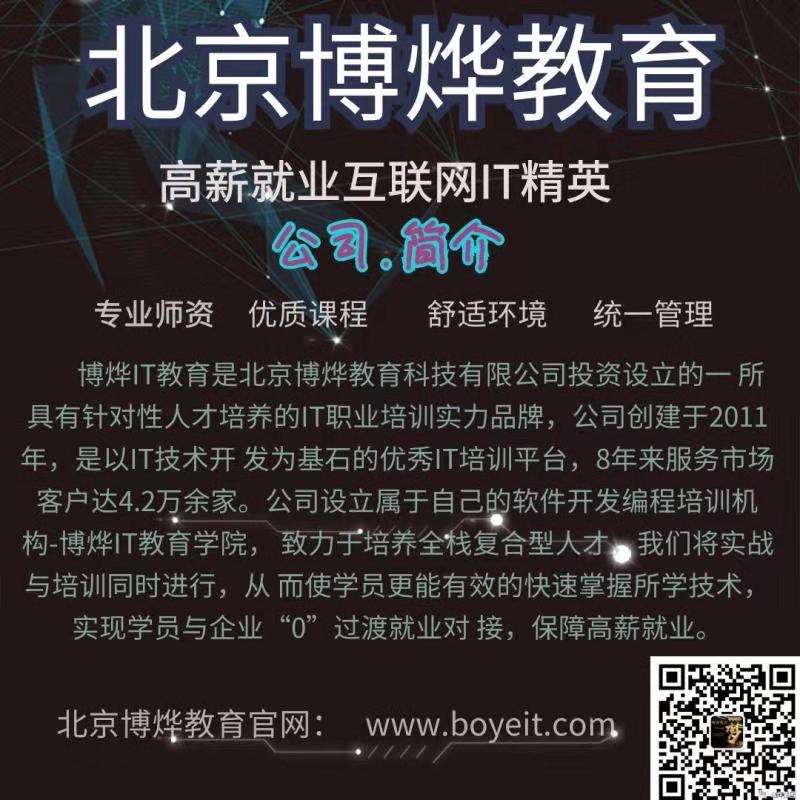 北京博烨教育
高薪就业互联网IT精英
公司.简介
专业师资 优质课程 舒适环境 统一管理
博烨IT教育是北京博烨教育科技有限公司投资设立的一 所
具有针对性人才培养的IT职业培训实力品牌，公司创建于2011
年，是以IT技术开 发为基石的优秀IT培训平台，8年来服务市场
客户达4.2万余家。公司设立属于自己的软件开发编程培训机
构-博烨IT教育学院， 致力于培养全栈复合型人才。我们将实战
与培训同时进行，从 而使学员更能有效的快速掌握所学技术，
实现学员与企业“0”过渡就业对 接，保障高薪就业。
北京博烨教育官网： www.boyeit.com